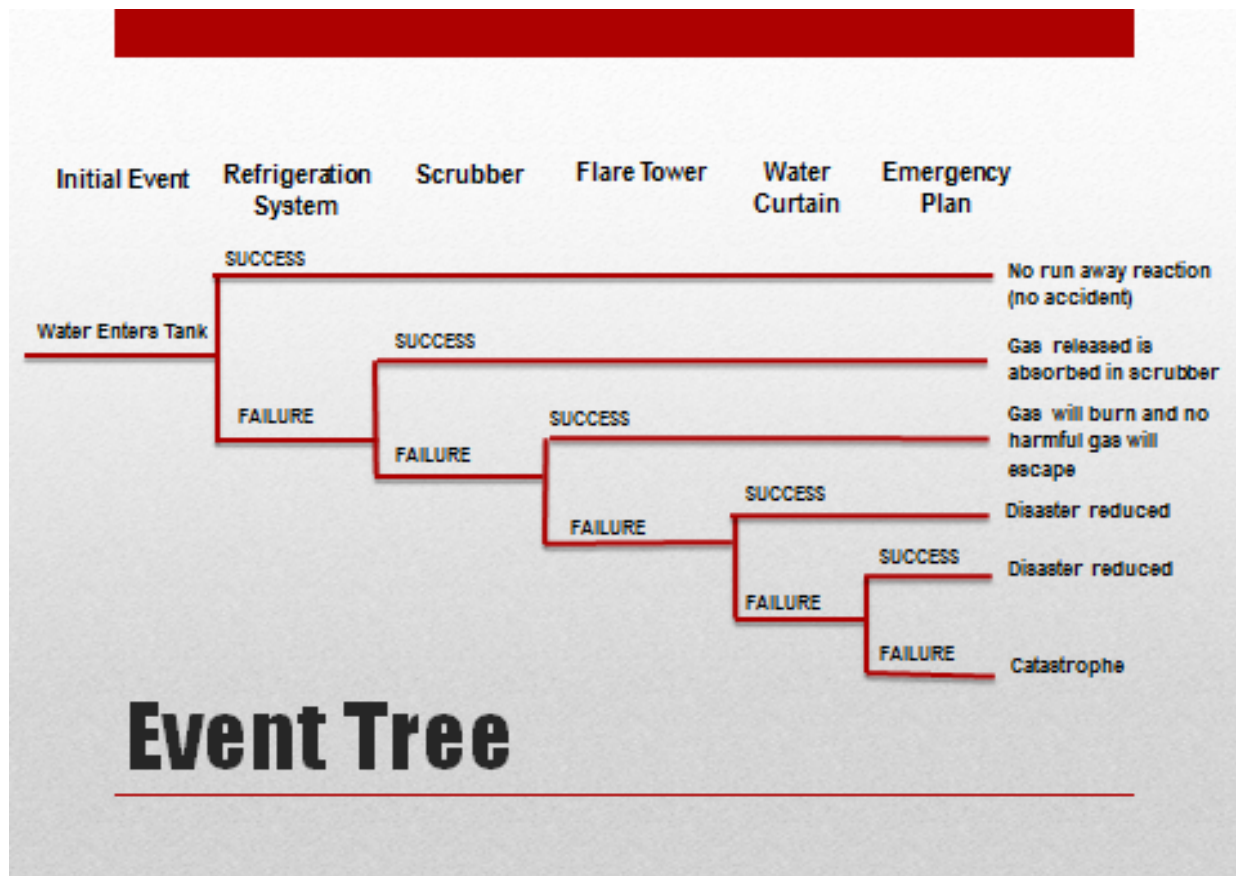 Initial Event
Refrigeration
System
Scrubber
Flare Tower
Water
Curtain
Emergency
Plan
SUCCESS
No run away reaction
(no accident)
Water Enters Tank
SUCCESS
Gas released is
absorbed in scrubber
FAILURE
SUCCESS
Gas will burn and no
harmful gas will
escape
FAILURE
SUCCESS
Disaster reduced
FAILURE
SUCCESS
Disaster reduced
FAILURE
FAILURE
Catastrophe
Event Tree